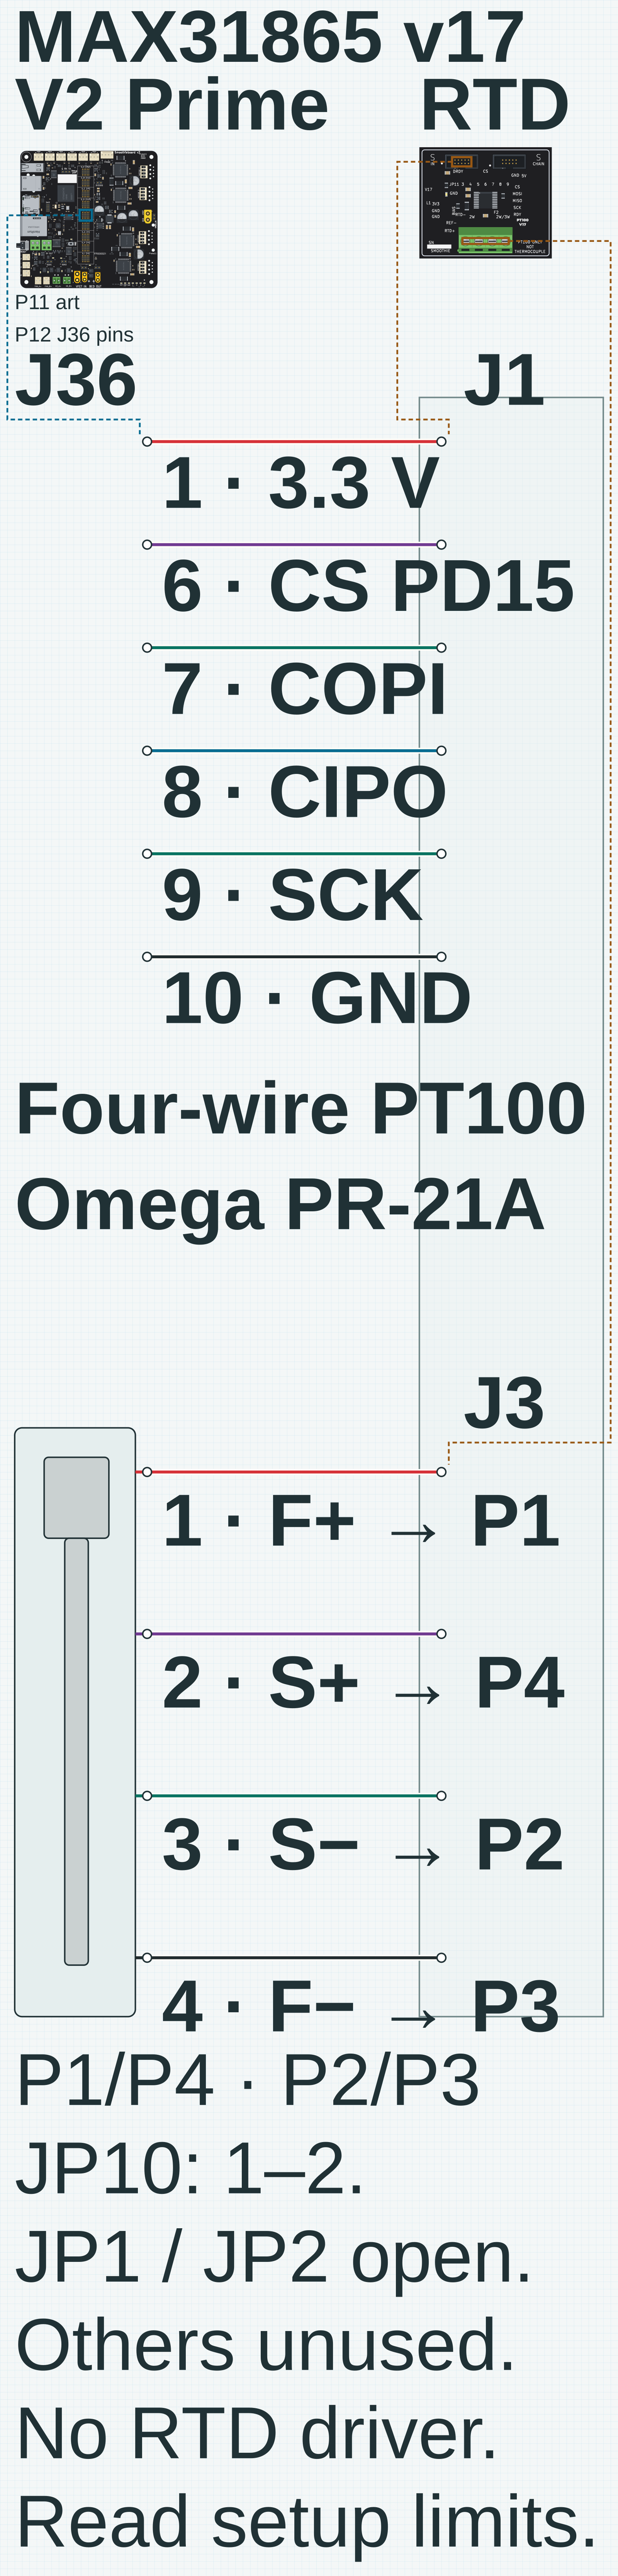 MAX31865 v17
V2 Prime RTD
P11 art
P12 J36 pins
J36 J1
1 · 3.3 V
6 · CS PD15
7 · COPI
8 · CIPO
9 · SCK
10 · GND
Four-wire PT100
Omega PR-21A
J3
1 · F+ → P1
2 · S+ → P4
3 · S− → P2
4 · F− → P3
P1/P4 · P2/P3
JP10: 1–2.
JP1 / JP2 open.
Others unused.
No RTD driver.
Read setup limits.